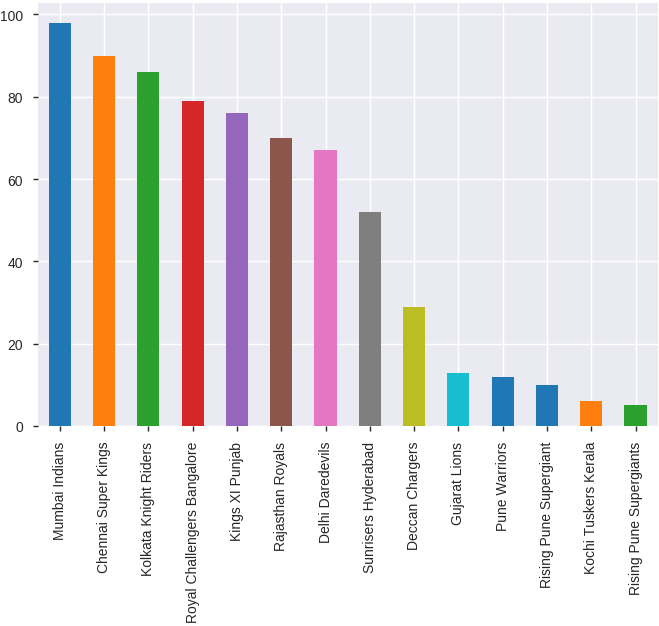 100
80
60
40
20
0
Mumbai Indians
Chennai Super Kings
Kolkata Knight Riders
Royal Challengers Bangalore
Kings XI Punjab
Rajasthan Royals
Delhi Daredevils
Sunrisers Hyderabad
Deccan Chargers
Gujarat Lions
Pune Warriors
Rising Pune Supergiant
Kochi Tuskers Kerala
Rising Pune Supergiants